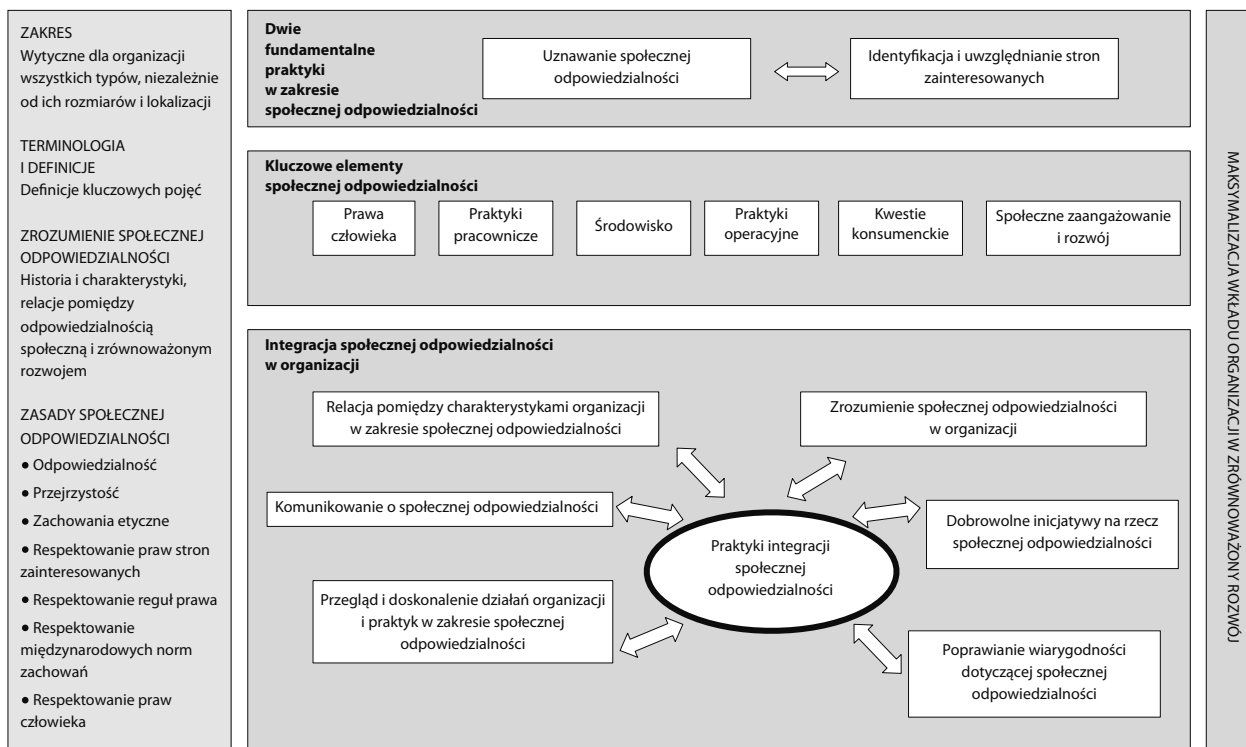 ZAKRES
Wytyczne dla organizacji
wszystkich typów, niezależnie
od ich rozmiarów i lokalizacji
TERMINOLOGIA
I DEFINICJE
Definicje kluczowych pojęć
ZROZUMIENIE SPOŁECZNEJ
ODPOWIEDZIALNOŚCI
Historia i charakterystyki,
relacje pomiędzy
odpowiedzialnością
społeczną i zrównoważonym
rozwojem
ZASADY SPOŁECZNEJ
ODPOWIEDZIALNOŚCI
● Odpowiedzialność
● Przejrzystość
● Zachowania etyczne
● Respektowanie praw stron
zainteresowanych
● Respektowanie reguł prawa
● Respektowanie
międzynarodowych norm
zachowań
● Respektowanie praw
człowieka
Dwie
fundamentalne
praktyki
w zakresie
społecznej odpowiedzialności
Uznawanie społecznej
odpowiedzialności
Identyfikacja i uwzględnianie stron
zainteresowanych
Kluczowe elementy
społecznej odpowiedzialności
Prawa
człowieka
Praktyki
pracownicze
Środowisko
Praktyki
operacyjne
Kwestie
konsumenckie
Społeczne zaangażowanie
i rozwój
Integracja społecznej odpowiedzialności
w organizacji
Relacja pomiędzy charakterystykami organizacji
w zakresie społecznej odpowiedzialności
Zrozumienie społecznej odpowiedzialności
w organizacji
Komunikowanie o społecznej odpowiedzialności
Dobrowolne inicjatywy na rzecz
społecznej odpowiedzialności
Praktyki integracji
społecznej
odpowiedzialności
Przegląd i doskonalenie działań organizacji
i praktyk w zakresie społecznej
odpowiedzialności
Poprawianie wiarygodności
dotyczącej społecznej
odpowiedzialności
MAKSYMALIZACJA WKŁADU ORGANIZACJI W ZRÓWNOWAŻONY ROZWÓJ